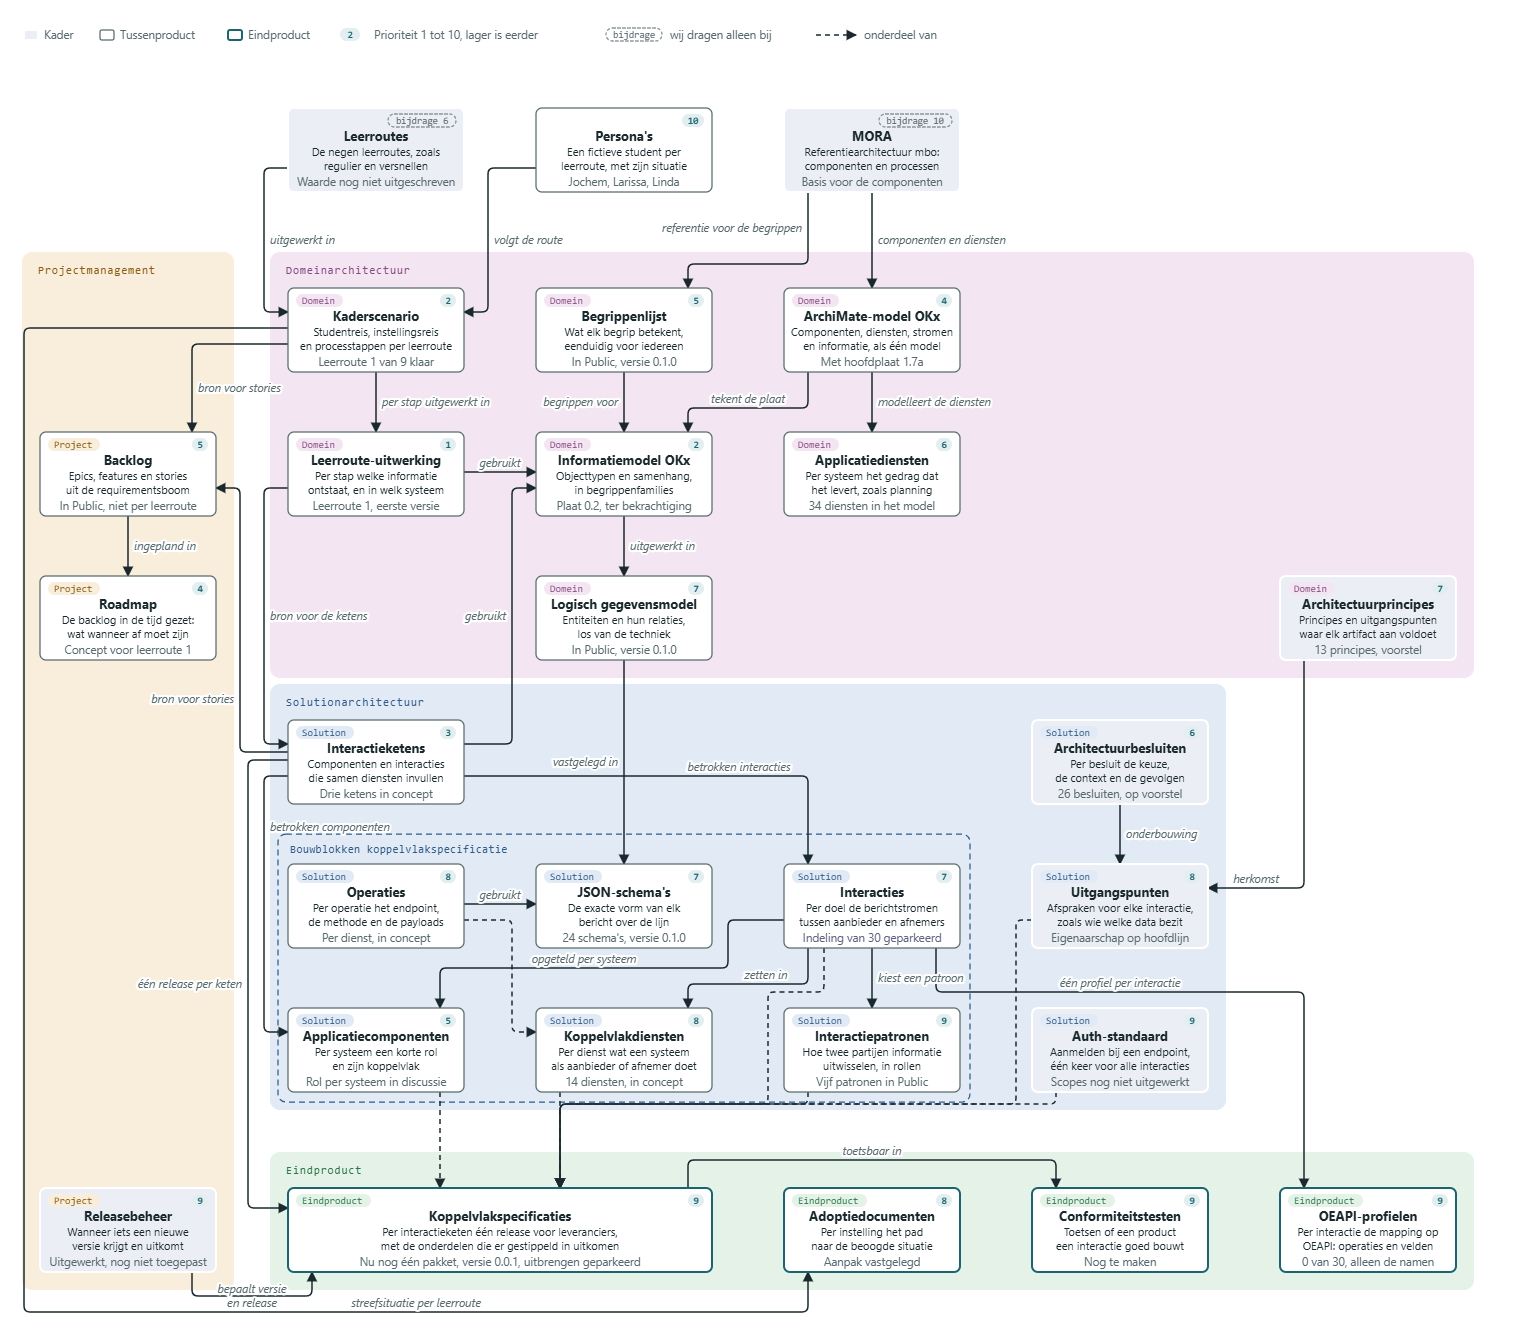 Kader
Tussenproduct
Eindproduct
2
Prioriteit 1 tot 10, lager is eerder
bijdrage
wij dragen alleen bij
onderdeel van
bijdrage 6
Leerroutes
De negen leerroutes, zoals
regulier en versnellen
Waarde nog niet uitgeschreven
10
Persona's
Een fictieve student per
leerroute, met zijn situatie
Jochem, Larissa, Linda
bijdrage 10
MORA
Referentiearchitectuur mbo:
componenten en processen
Basis voor de componenten
uitgewerkt in
volgt de route
referentie voor de begrippen
componenten en diensten
Projectmanagement
Domeinarchitectuur
Domein
2
Kaderscenario
Studentreis, instellingsreis
en processtappen per leerroute
Leerroute 1 van 9 klaar
Domein
5
Begrippenlijst
Wat elk begrip betekent,
eenduidig voor iedereen
In Public, versie 0.1.0
Domein
4
ArchiMate-model OKx
Componenten, diensten, stromen
en informatie, als één model
Met hoofdplaat 1.7a
bron voor stories
per stap uitgewerkt in
begrippen voor
tekent de plaat
modelleert de diensten
Project
5
Backlog
Epics, features en stories
uit de requirementsboom
In Public, niet per leerroute
Domein
1
Leerroute-uitwerking
Per stap welke informatie
ontstaat, en in welk systeem
Leerroute 1, eerste versie
gebruikt
Domein
2
Informatiemodel OKx
Objecttypen en samenhang,
in begrippenfamilies
Plaat 0.2, ter bekrachtiging
Domein
6
Applicatiediensten
Per systeem het gedrag dat
het levert, zoals planning
34 diensten in het model
ingepland in
uitgewerkt in
Project
4
Roadmap
De backlog in de tijd gezet:
wat wanneer af moet zijn
Concept voor leerroute 1
bron voor de ketens
gebruikt
Domein
7
Logisch gegevensmodel
Entiteiten en hun relaties,
los van de techniek
In Public, versie 0.1.0
Domein
7
Architectuurprincipes
Principes en uitgangspunten
waar elk artifact aan voldoet
13 principes, voorstel
bron voor stories
Solutionarchitectuur
Solution
3
Interactieketens
Componenten en interacties
die samen diensten invullen
Drie ketens in concept
vastgelegd in
betrokken interacties
Solution
6
Architectuurbesluiten
Per besluit de keuze,
de context en de gevolgen
26 besluiten, op voorstel
betrokken componenten
onderbouwing
Bouwblokken koppelvlakspecificatie
Solution
8
Operaties
Per operatie het endpoint,
de methode en de payloads
Per dienst, in concept
gebruikt
Solution
7
JSON-schema's
De exacte vorm van elk
bericht over de lijn
24 schema's, versie 0.1.0
Solution
7
Interacties
Per doel de berichtstromen
tussen aanbieder en afnemers
Indeling van 30 geparkeerd
Solution
8
Uitgangspunten
Afspraken voor elke interactie,
zoals wie welke data bezit
Eigenaarschap op hoofdlijn
herkomst
opgeteld per systeem
zetten in
kiest een patroon
één profiel per interactie
één release per keten
Solution
5
Applicatiecomponenten
Per systeem een korte rol
en zijn koppelvlak
Rol per systeem in discussie
Solution
8
Koppelvlakdiensten
Per dienst wat een systeem
als aanbieder of afnemer doet
14 diensten, in concept
Solution
9
Interactiepatronen
Hoe twee partijen informatie
uitwisselen, in rollen
Vijf patronen in Public
Solution
9
Auth-standaard
Aanmelden bij een endpoint,
één keer voor alle interacties
Scopes nog niet uitgewerkt
toetsbaar in
Eindproduct
Project
9
Releasebeheer
Wanneer iets een nieuwe
versie krijgt en uitkomt
Uitgewerkt, nog niet toegepast
Eindproduct
9
Koppelvlakspecificaties
Per interactieketen één release voor leveranciers,
met de onderdelen die er gestippeld in uitkomen
Nu nog één pakket, versie 0.0.1, uitbrengen geparkeerd
Eindproduct
8
Adoptiedocumenten
Per instelling het pad
naar de beoogde situatie
Aanpak vastgelegd
Eindproduct
9
Conformiteitstesten
Toetsen of een product
een interactie goed bouwt
Nog te maken
Eindproduct
9
OEAPI-profielen
Per interactie de mapping op
OEAPI: operaties en velden
0 van 30, alleen de namen
bepaalt versie
en release
streefsituatie per leerroute